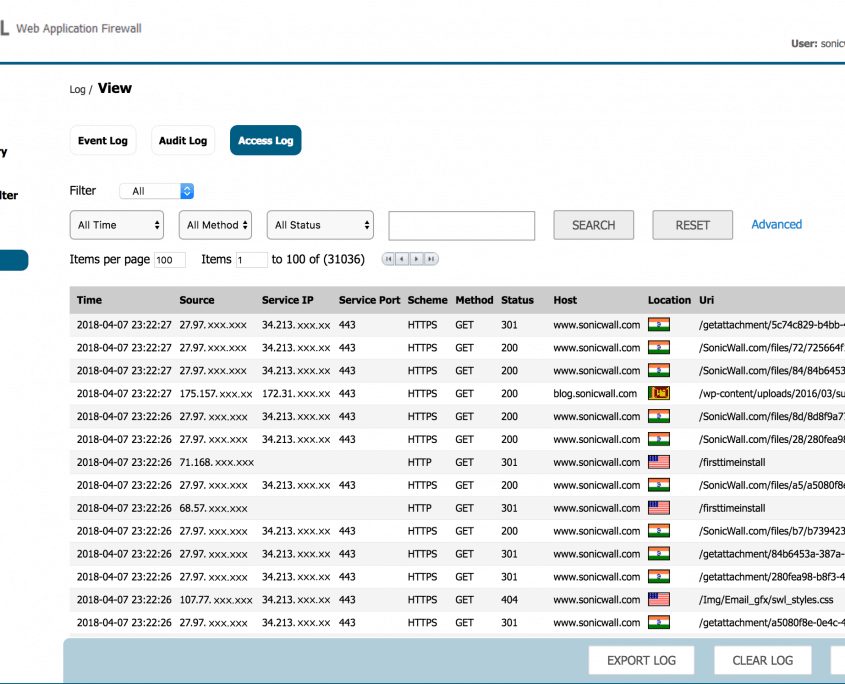 L Web Application Firewall
User: sonicw
Log / View
Event Log Audit Log Access Log
Filter All
All Time All Method All Status SEARCH RESET Advanced
Items per page 100 Items 1 to 100 of (31036)
Time Source Service IP Service Port Scheme Method Status Host Location Uri
2018-04-07 23:22:27 27.97. xxx.xxx 34.213. xxx.xx 443 HTTPS GET 301 www.sonicwall.com /getattachment/5c74c829-b4bb-
2018-04-07 23:22:27 27.97. xxx.xxx 34.213. xxx.xx 443 HTTPS GET 200 www.sonicwall.com /SonicWall.com/files/72/725664f
2018-04-07 23:22:27 27.97. xxx.xxx 34.213. xxx.xx 443 HTTPS GET 200 www.sonicwall.com /SonicWall.com/files/84/84b6453
2018-04-07 23:22:27 175.157. xxx.xx 172.31. xxx.xx 443 HTTPS GET 200 blog.sonicwall.com /wp-content/uploads/2016/03/su
2018-04-07 23:22:26 27.97. xxx.xxx 34.213. xxx.xx 443 HTTPS GET 200 www.sonicwall.com /SonicWall.com/files/8d/8d8f9a7
2018-04-07 23:22:26 27.97. xxx.xxx 34.213. xxx.xx 443 HTTPS GET 200 www.sonicwall.com /SonicWall.com/files/28/280fea98
2018-04-07 23:22:26 71.168. xxx.xxx HTTP GET 301 www.sonicwall.com /firsttimeinstall
2018-04-07 23:22:26 27.97. xxx.xxx 34.213. xxx.xx 443 HTTPS GET 200 www.sonicwall.com /SonicWall.com/files/a5/a5080f8e
2018-04-07 23:22:26 68.57. xxx.xxx HTTP GET 301 www.sonicwall.com /firsttimeinstall
2018-04-07 23:22:26 27.97. xxx.xxx 34.213. xxx.xx 443 HTTPS GET 200 www.sonicwall.com /SonicWall.com/files/b7/b739423
2018-04-07 23:22:26 27.97. xxx.xxx 34.213. xxx.xx 443 HTTPS GET 301 www.sonicwall.com /getattachment/84b6453a-387a-
2018-04-07 23:22:26 27.97. xxx.xxx 34.213. xxx.xx 443 HTTPS GET 301 www.sonicwall.com /getattachment/280fea98-b8f3-4
2018-04-07 23:22:26 107.77. xxx.xxx 34.213. xxx.xx 443 HTTPS GET 404 www.sonicwall.com /Img/Email_gfx/swl_styles.css
2018-04-07 23:22:26 27.97. xxx.xxx 34.213. xxx.xx 443 HTTPS GET 301 www.sonicwall.com /getattachment/a5080f8e-0e4c-4
EXPORT LOG CLEAR LOG